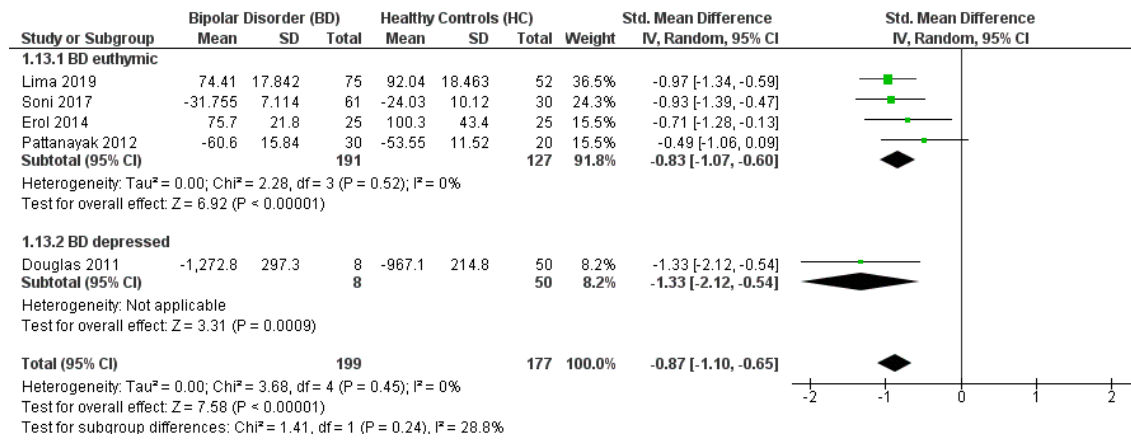 Bipolar Disorder (BD) Healthy Controls (HC) Std. Mean Difference Std. Mean Difference
Study or Subgroup Mean SD Total Mean SD Total Weight IV, Random, 95% CI IV, Random, 95% CI
1.13.1 BD euthymic
Lima 2019 74.41 17.842 75 92.04 18.463 52 36.5% -0.97 [-1.34, -0.59]
Soni 2017 -31.755 7.114 61 -24.03 10.12 30 24.3% -0.93 [-1.39, -0.47]
Erol 2014 75.7 21.8 25 100.3 43.4 25 15.5% -0.71 [-1.28, -0.13]
Pattanayak 2012 -60.6 15.84 30 -53.55 11.52 20 15.5% -0.49 [-1.06, 0.09]
Subtotal (95% CI) 191 127 91.8% -0.83 [-1.07, -0.60]
Heterogeneity: Tau² = 0.00; Chi² = 2.28, df = 3 (P = 0.52); I² = 0%
Test for overall effect: Z = 6.92 (P < 0.00001)
1.13.2 BD depressed
Douglas 2011 -1,272.8 297.3 8 -967.1 214.8 50 8.2% -1.33 [-2.12, -0.54]
Subtotal (95% CI) 8 50 8.2% -1.33 [-2.12, -0.54]
Heterogeneity: Not applicable
Test for overall effect: Z = 3.31 (P = 0.0009)
Total (95% CI) 199 177 100.0% -0.87 [-1.10, -0.65]
Heterogeneity: Tau² = 0.00; Chi² = 3.68, df = 4 (P = 0.45); I² = 0%
Test for overall effect: Z = 7.58 (P < 0.00001)
Test for subgroup differences: Chi² = 1.41, df = 1 (P = 0.24), I² = 28.8%
-2 -1 0 1 2